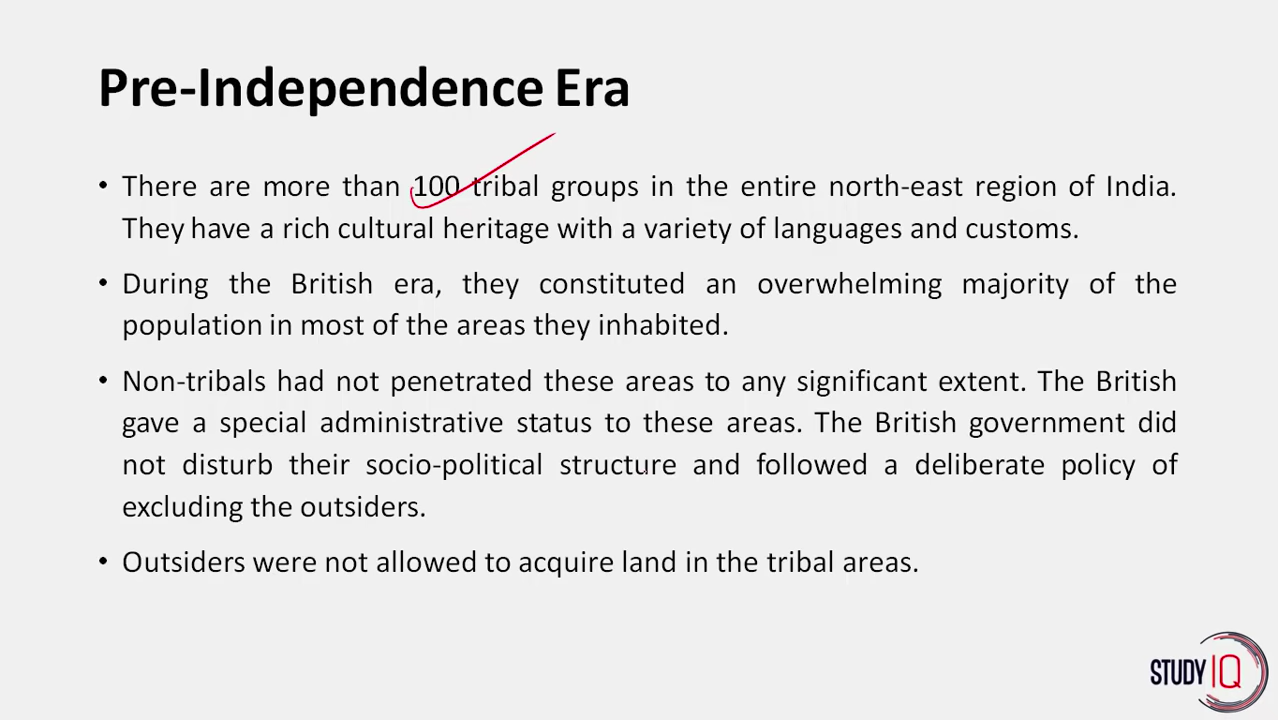 Pre-Independence Era
• There are more than 100 tribal groups in the entire north-east region of India.
They have a rich cultural heritage with a variety of languages and customs.
• During the British era, they constituted an overwhelming majority of the
population in most of the areas they inhabited.
• Non-tribals had not penetrated these areas to any significant extent. The British
gave a special administrative status to these areas. The British government did
not disturb their socio-political structure and followed a deliberate policy of
excluding the outsiders.
• Outsiders were not allowed to acquire land in the tribal areas.
STUDY IQ